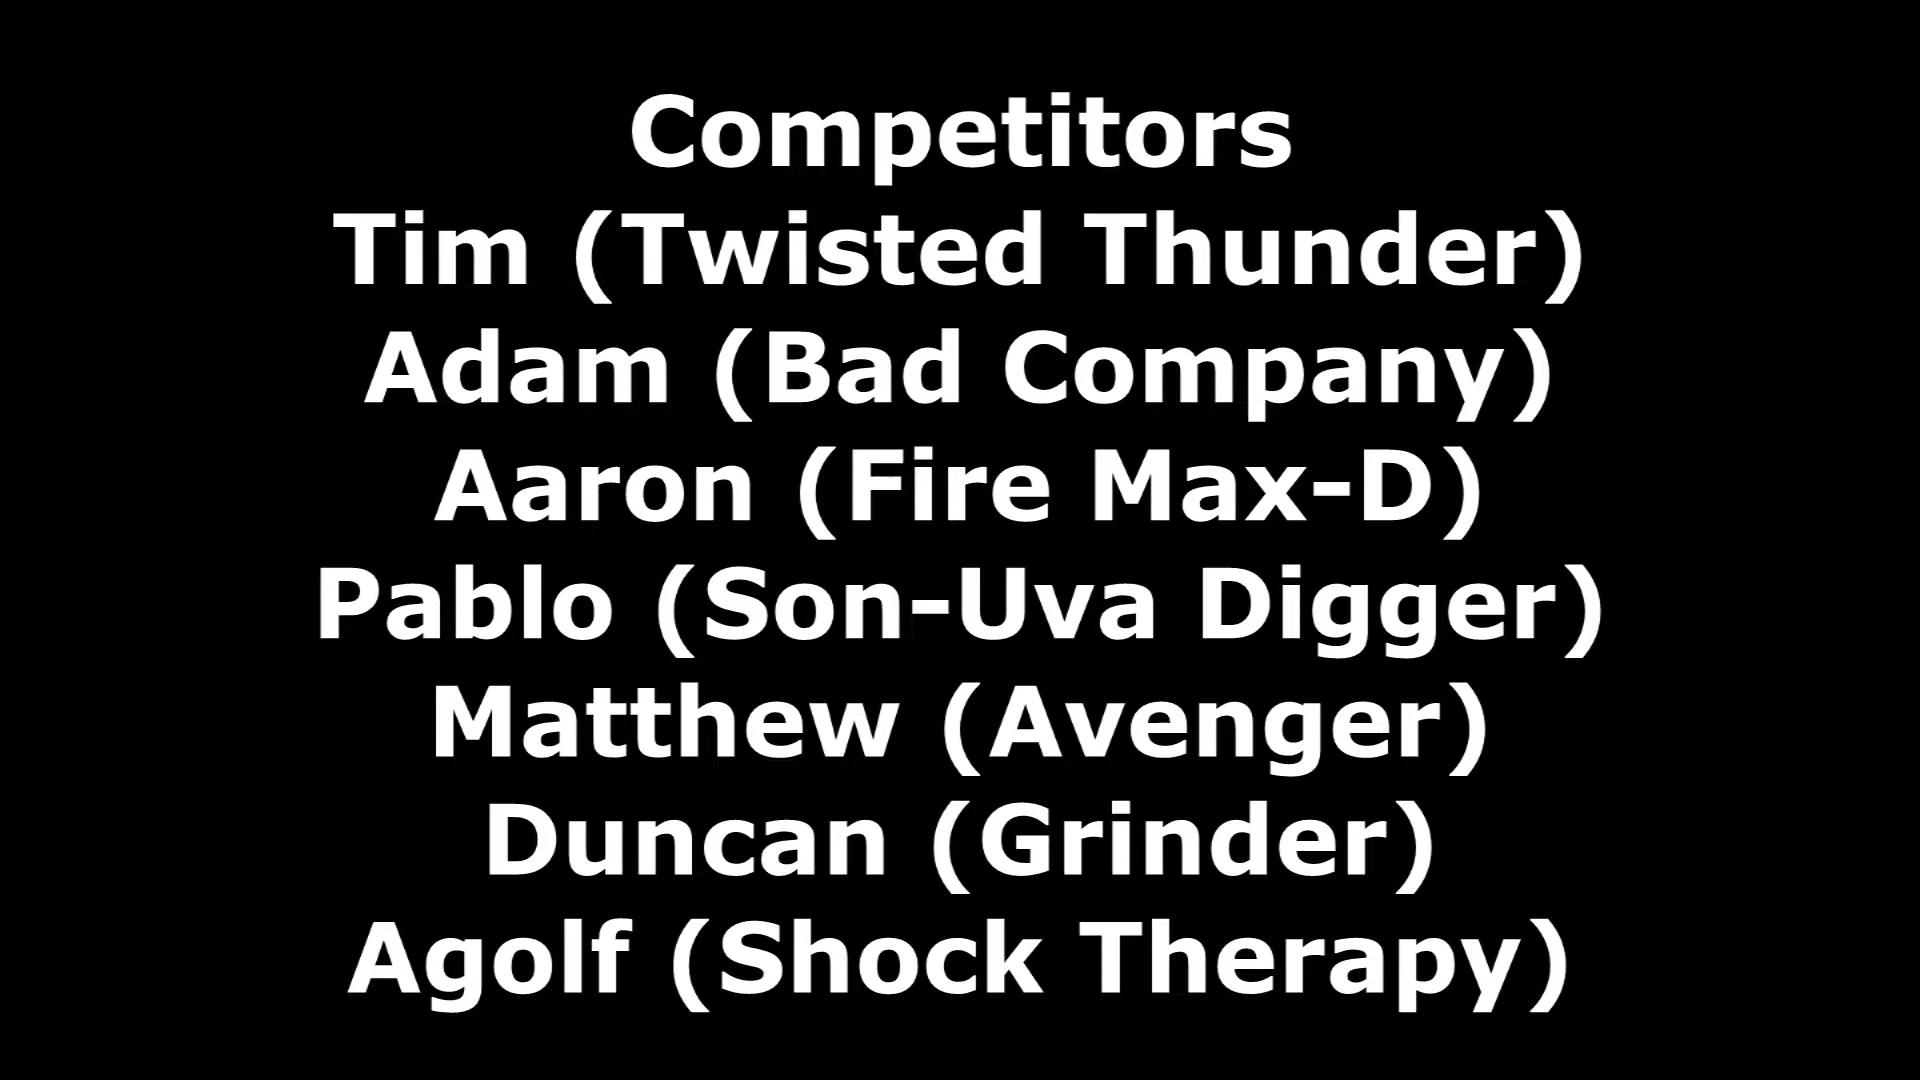 Competitors
Tim (Twisted Thunder)
Adam (Bad Company)
Aaron (Fire Max-D)
Pablo (Son-Uva Digger)
Matthew (Avenger)
Duncan (Grinder)
Agolf (Shock Therapy)